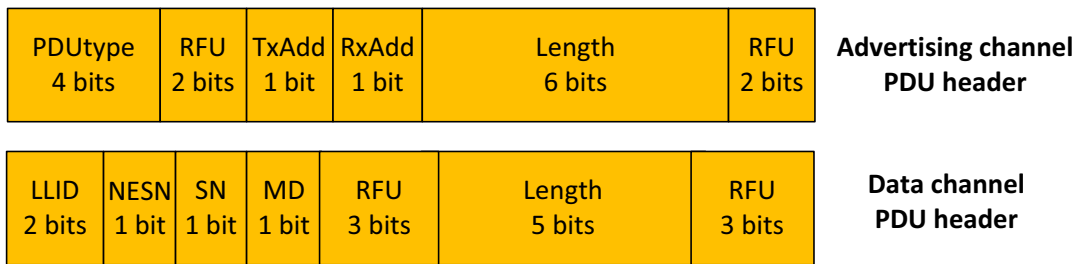 PDUtype RFU TxAdd RxAdd Length RFU
4 bits 2 bits 1 bit 1 bit 6 bits 2 bits
Advertising channel
PDU header
LLID NESN SN MD RFU Length RFU
2 bits 1 bit 1 bit 1 bit 3 bits 5 bits 3 bits
Data channel
PDU header